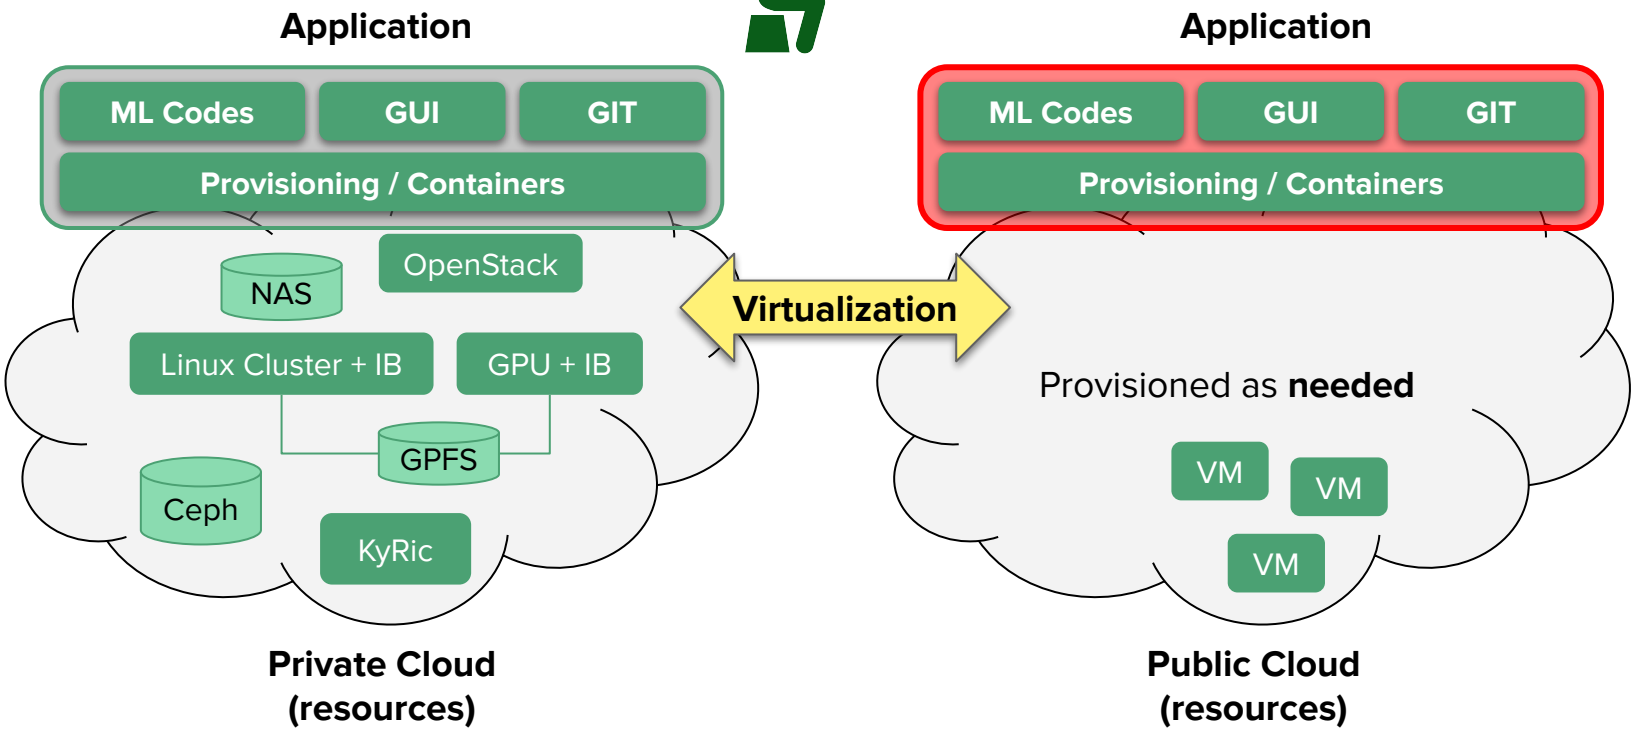 Application
ML Codes
GUI
GIT
Provisioning / Containers
OpenStack
NAS
Linux Cluster + IB
GPU + IB
GPFS
Ceph
KyRic
Private Cloud
(resources)
Virtualization
Application
ML Codes
GUI
GIT
Provisioning / Containers
Provisioned as needed
VM
VM
VM
Public Cloud
(resources)